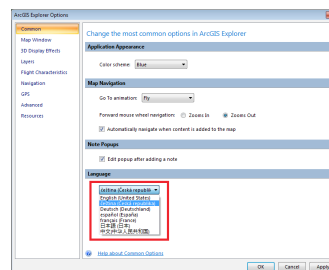 ArcGIS Explorer Options
Common
Map Window
3D Display Effects
Layers
Flight Characteristics
Navigation
GPS
Advanced
Resources
Change the most common options in ArcGIS Explorer
Application Appearance
Color scheme: Blue
Map Navigation
Go To animation: Fly
Forward mouse wheel navigation: Zooms In Zooms Out
Automatically navigate when content is added to the map
Note Popups
Edit popup after adding a note
Language
čeština (Česká republika
English (United States)
čeština (Česká republika)
Deutsch (Deutschland)
español (España)
français (France)
日本語 (日本)
中文(中华人民共和国)
Help about Common Options
OK Cancel Apply